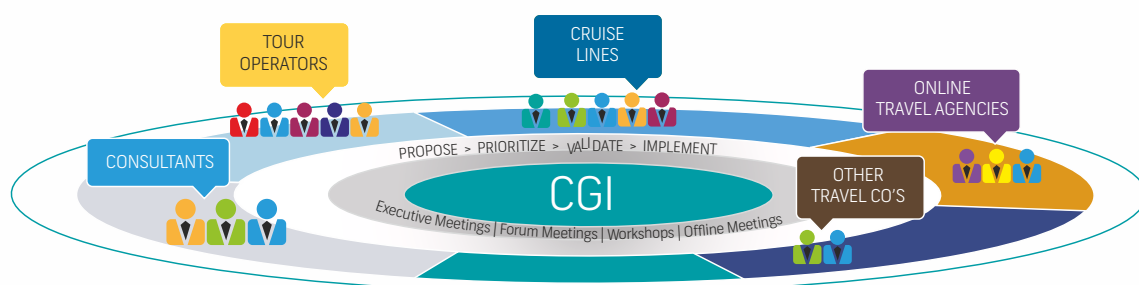 TOUR
OPERATORS
CRUISE
LINES
ONLINE
TRAVEL AGENCIES
CONSULTANTS
PROPOSE > PRIORITIZE > VALIDATE > IMPLEMENT
OTHER
TRAVEL CO'S
CGI
Executive Meetings | Forum Meetings | Workshops | Offline Meetings